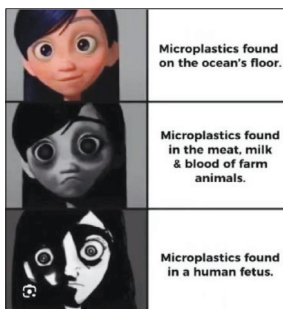 Microplastics found
on the ocean's floor.
Microplastics found
in the meat, milk
& blood of farm
animals.
Microplastics found
in a human fetus.